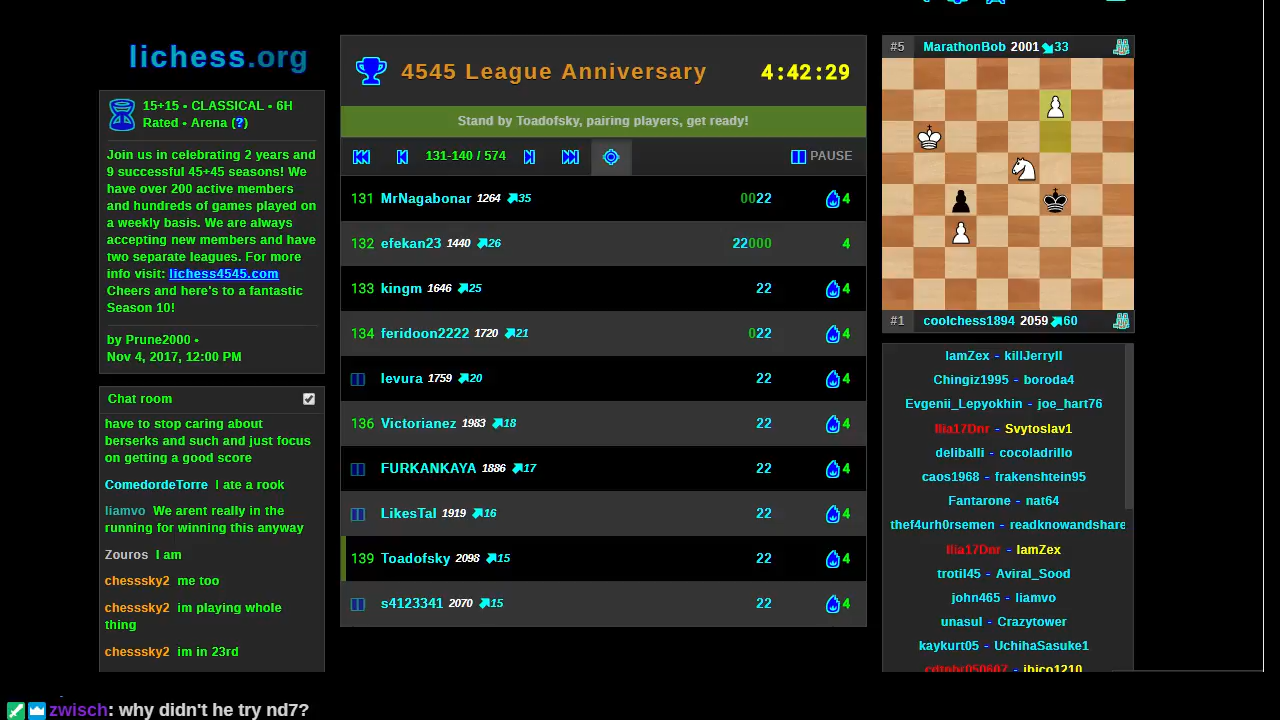 lichess.org
15+15 • CLASSICAL • 6H
Rated • Arena (?)
Join us in celebrating 2 years and
9 successful 45+45 seasons! We
have over 200 active members
and hundreds of games played on
a weekly basis. We are always
accepting new members and have
two separate leagues. For more
info visit: lichess4545.com
Cheers and here's to a fantastic
Season 10!
by Prune2000 •
Nov 4, 2017, 12:00 PM
Chat room
have to stop caring about
berserks and such and just focus
on getting a good score
ComedordeTorre I ate a rook
liamvo We arent really in the
running for winning this anyway
Zouros I am
chesssky2 me too
chesssky2 im playing whole
thing
chesssky2 im in 23rd
4545 League Anniversary 4:42:29
Stand by Toadofsky, pairing players, get ready!
131-140 / 574 PAUSE
131 MrNagabonar 1264 35 0022 4
132 efekan23 1440 26 22000 4
133 kingm 1646 25 22 4
134 feridoon2222 1720 21 022 4
levura 1759 20 22 4
136 Victorianez 1983 18 22 4
FURKANKAYA 1886 17 22 4
LikesTal 1919 16 22 4
139 Toadofsky 2098 15 22 4
s4123341 2070 15 22 4
#5 MarathonBob 2001 33
#1 coolchess1894 2059 60
IamZex - killJerryII
Chingiz1995 - boroda4
Evgenii_Lepyokhin - joe_hart76
Ilia17Dnr - Svytoslav1
deliballi - cocoladrillo
caos1968 - frakenshtein95
Fantarone - nat64
thef4urh0rsemen - readknowandshare
Ilia17Dnr - IamZex
trotil45 - Aviral_Sood
john465 - liamvo
unasul - Crazytower
kaykurt05 - UchihaSasuke1
cdtnbr050607 - ibico1210
zwisch: why didn't he try nd7?